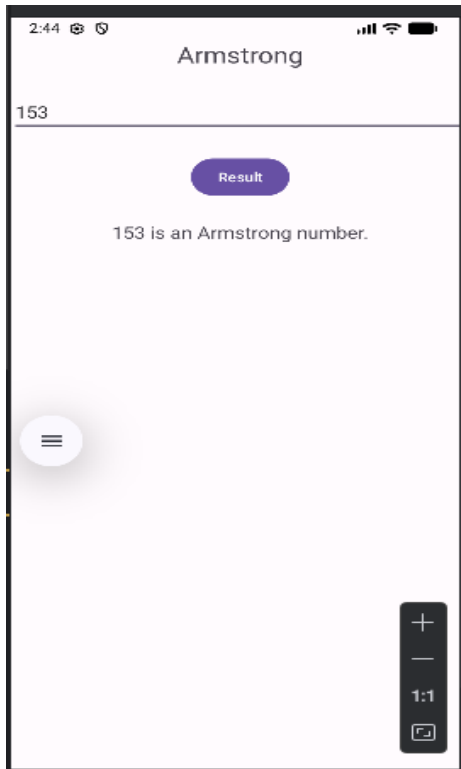 2:44
Armstrong
153
Result
153 is an Armstrong number.
1:1